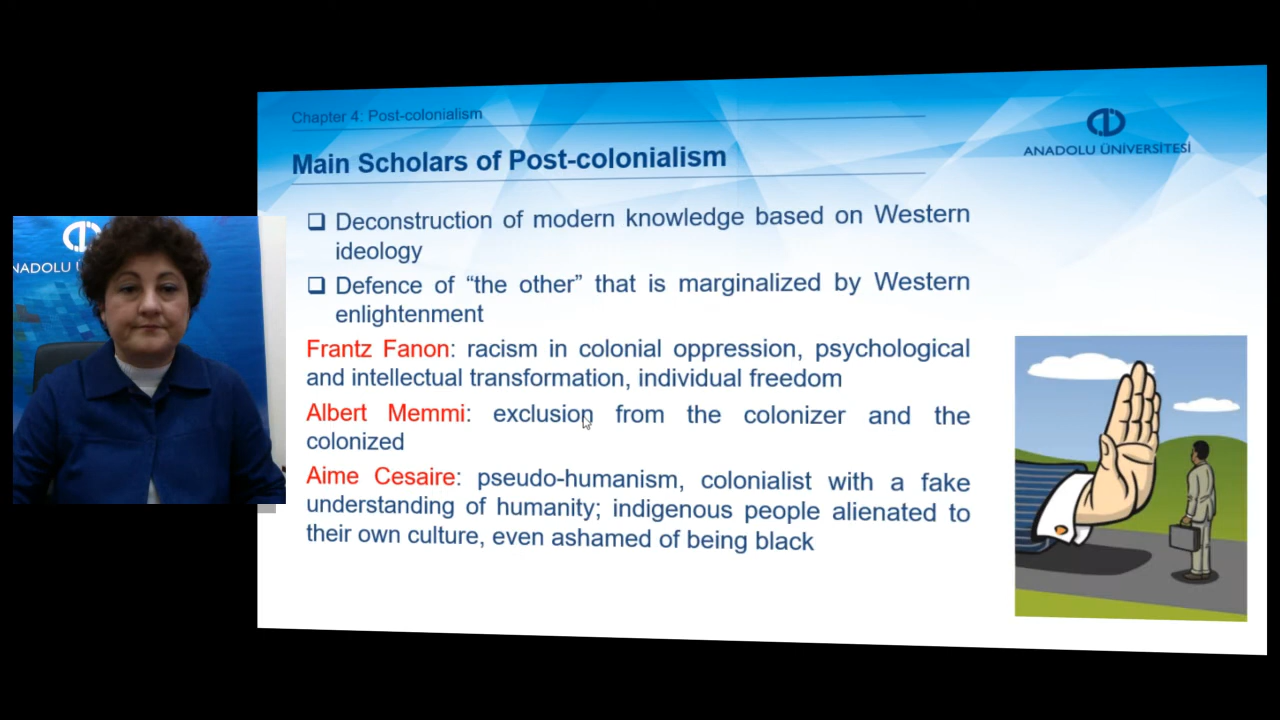 Chapter 4: Post-colonialism
ANADOLU ÜNİVERSİTESİ
Main Scholars of Post-colonialism
Deconstruction of modern knowledge based on Western
ideology
Defence of “the other” that is marginalized by Western
enlightenment
Frantz Fanon: racism in colonial oppression, psychological
and intellectual transformation, individual freedom
Albert Memmi: exclusion from the colonizer and the
colonized
Aime Cesaire: pseudo-humanism, colonialist with a fake
understanding of humanity; indigenous people alienated to
their own culture, even ashamed of being black
NADOLU Ü